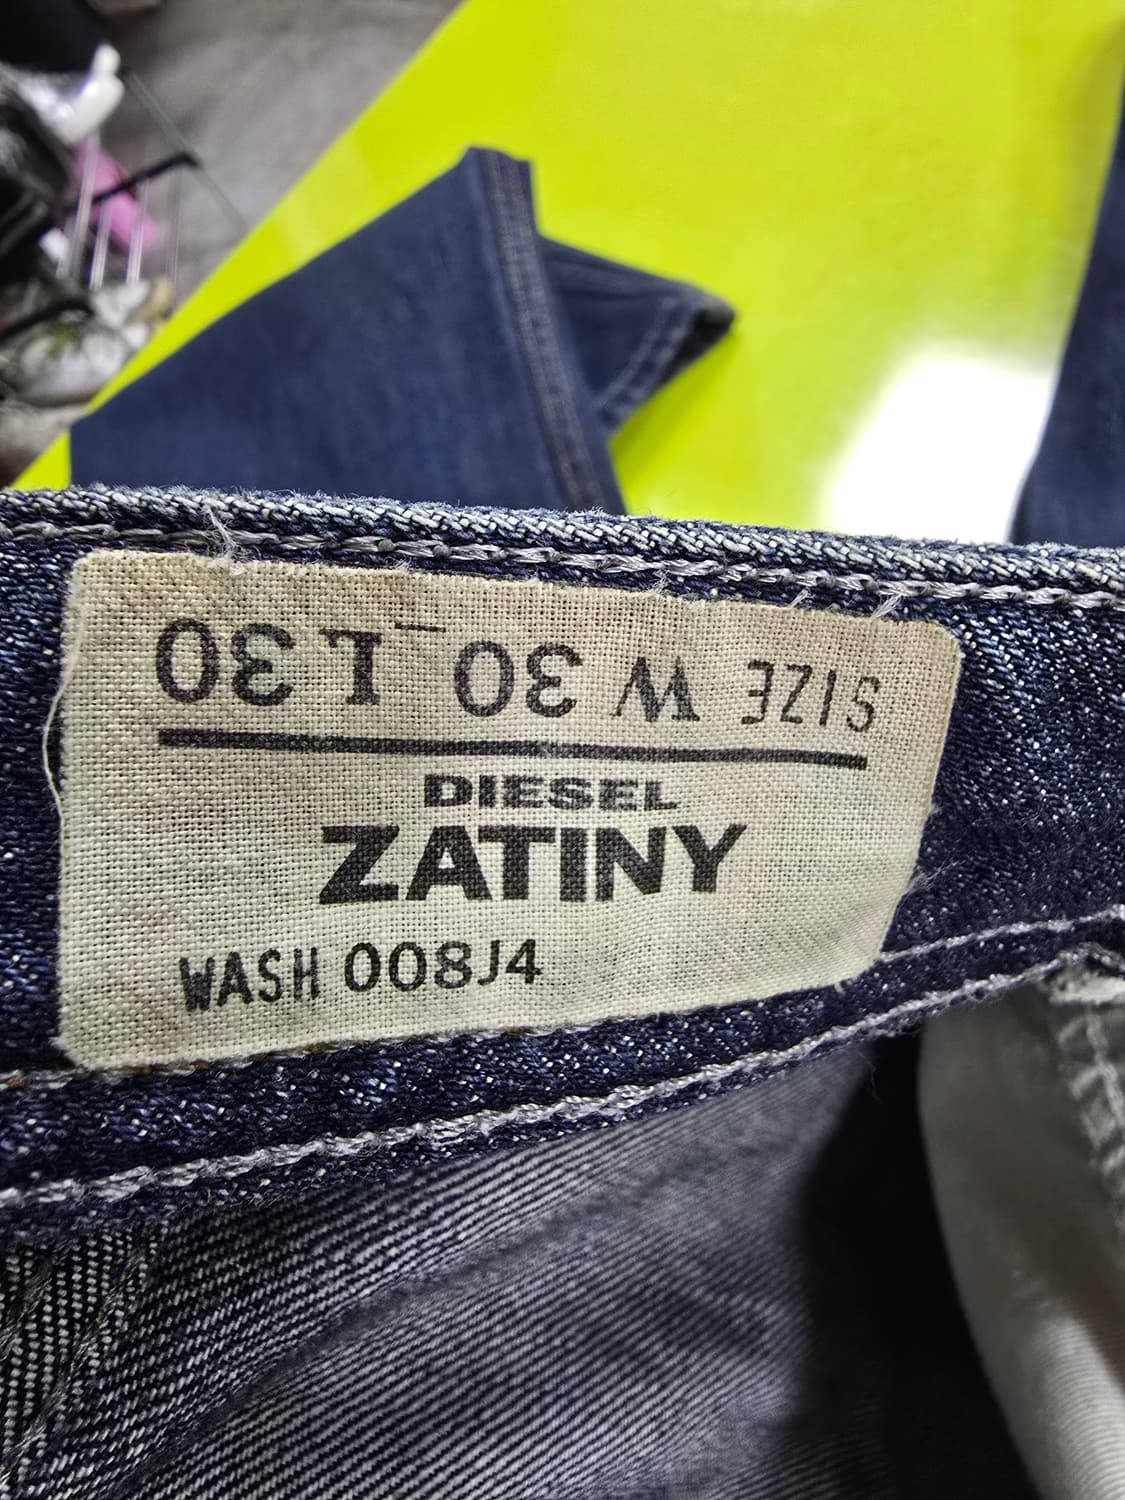 SIZE W 30 L 30
DIESEL
ZATINY
WASH 008J4